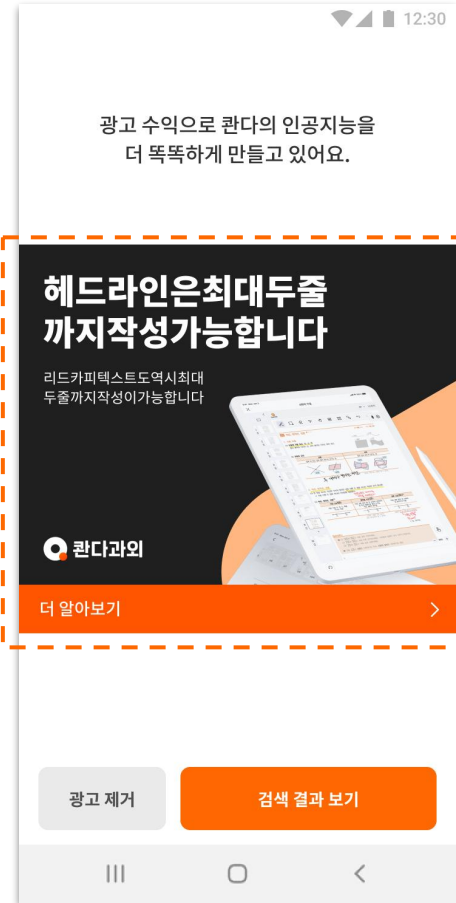 12:30
광고 수익으로 콴다의 인공지능을
더 똑똑하게 만들고 있어요.
헤드라인은최대두줄
까지작성가능합니다
리드카피텍스트도역시최대
두줄까지작성이가능합니다
콴다과외
더 알아보기
광고 제거
검색 결과 보기